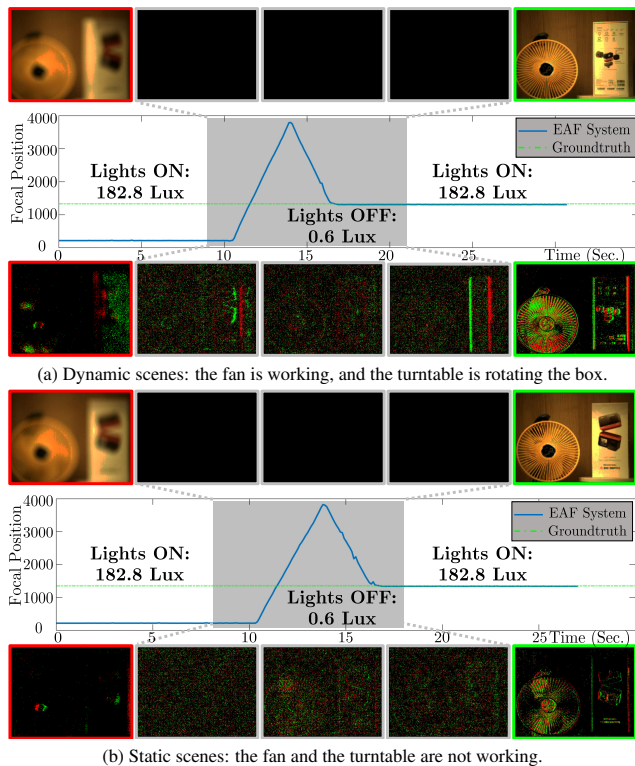 4000
3000
2000
1000
0
Focal Position
Lights ON:
182.8 Lux
Lights OFF:
0.6 Lux
Lights ON:
182.8 Lux
EAF System
Groundtruth
5
10
15
20
25
Time (Sec.)
(a) Dynamic scenes: the fan is working, and the turntable is rotating the box.
4000
3000
2000
1000
0
Focal Position
Lights ON:
182.8 Lux
Lights OFF:
0.6 Lux
Lights ON:
182.8 Lux
EAF System
Groundtruth
0
5
10
15
20
25
Time (Sec.)
(b) Static scenes: the fan and the turntable are not working.